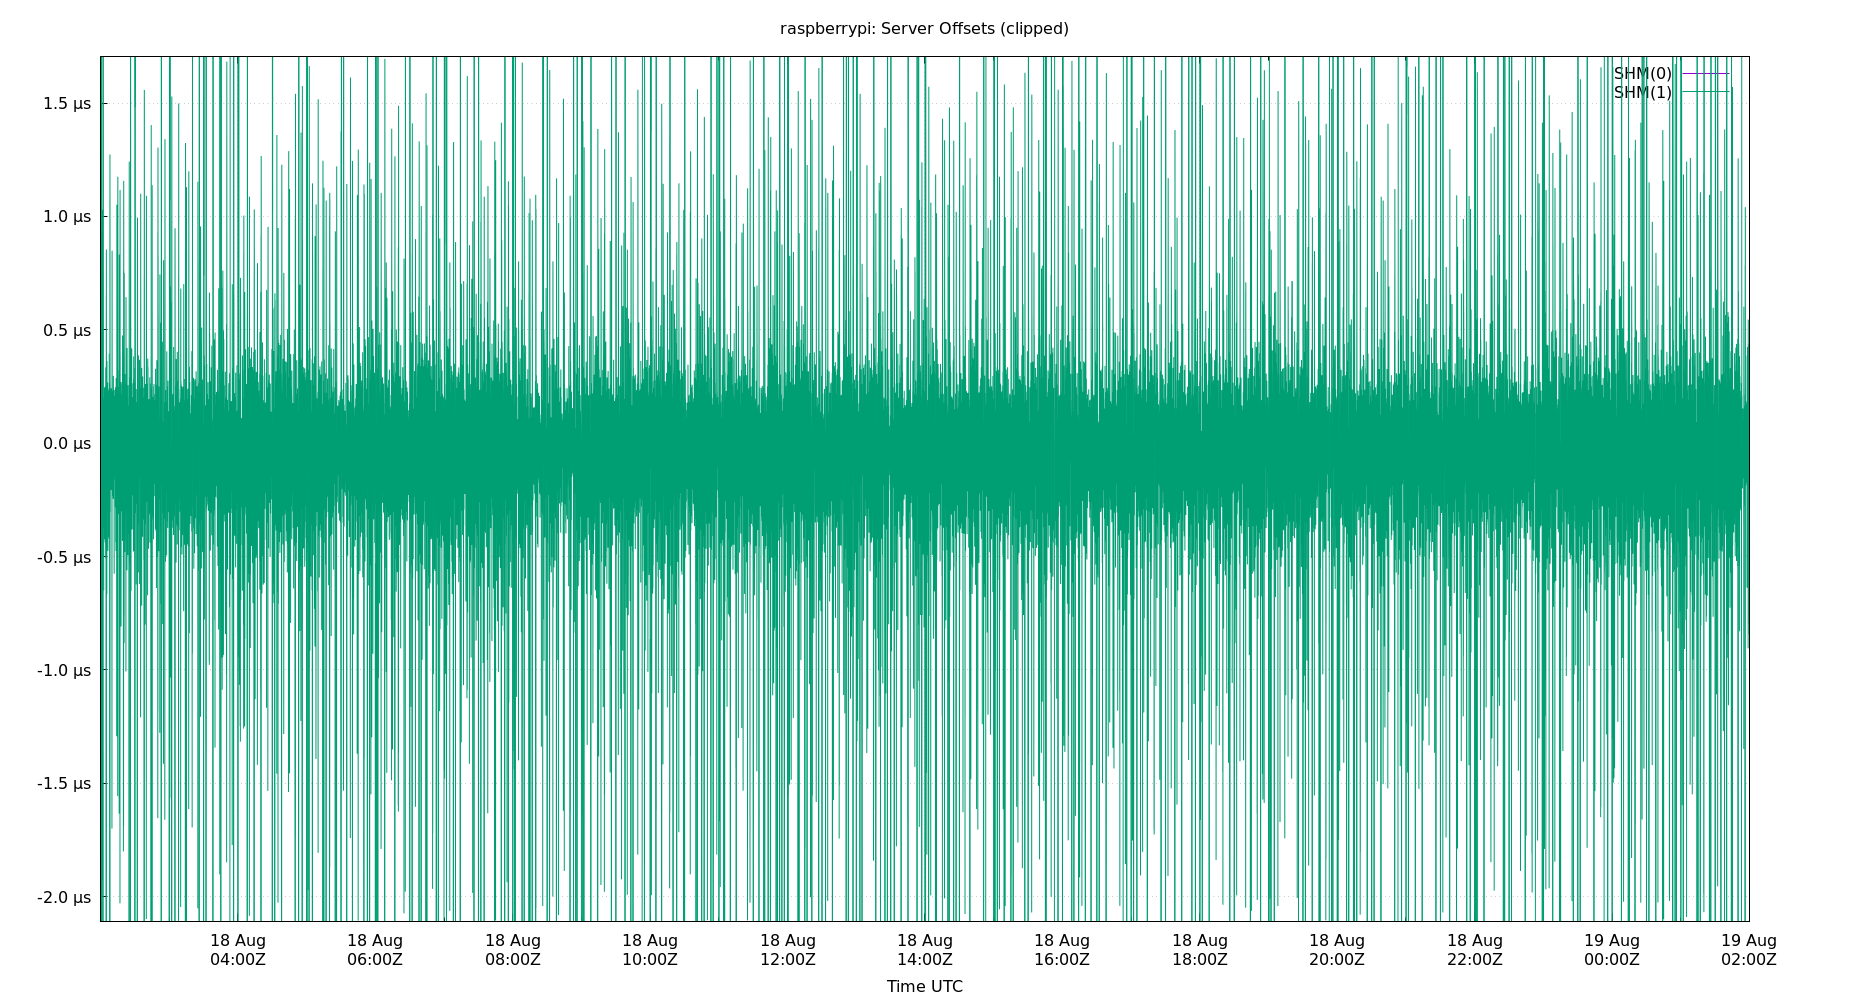 raspberrypi: Server Offsets (clipped)
SHM(0)
SHM(1)
1.5 µs
1.0 µs
0.5 µs
0.0 µs
-0.5 µs
-1.0 µs
-1.5 µs
-2.0 µs
18 Aug 18 Aug 18 Aug 18 Aug 18 Aug 18 Aug 18 Aug 18 Aug 18 Aug 18 Aug 19 Aug 19 Aug
04:00Z 06:00Z 08:00Z 10:00Z 12:00Z 14:00Z 16:00Z 18:00Z 20:00Z 22:00Z 00:00Z 02:00Z
Time UTC